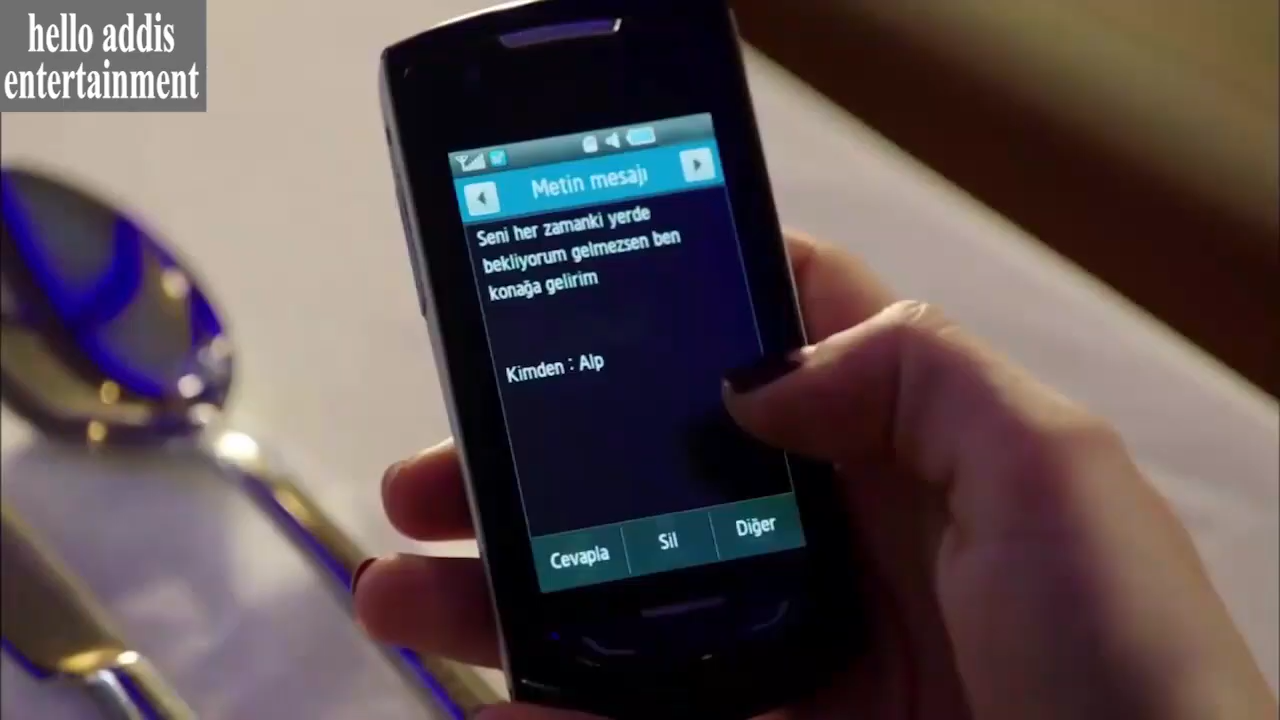 hello addis
entertainment
Metin mesajı
Seni her zamanki yerde
bekliyorum gelmezsen ben
konağa gelirim
Kimden : Alp
Cevapla Sil Diğer